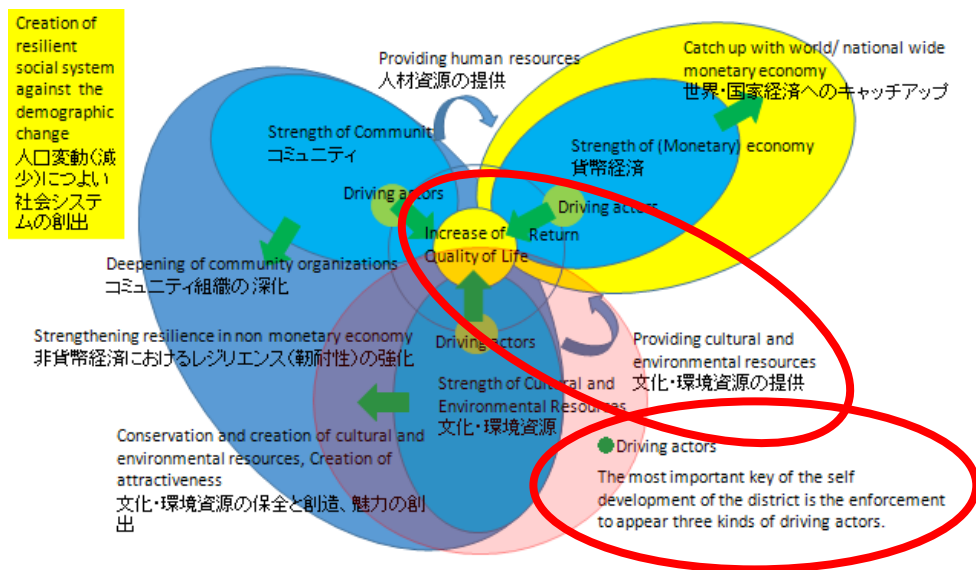 Creation of
resilient
social system
against the
demographic
change
人口変動(減
少)につよい
社会システ
ムの創出
Providing human resources
人材資源の提供
Catch up with world/ national wide
monetary economy
世界・国家経済へのキャッチアップ
Strength of Communit
コミュニティ
Strength of (Monetary) economy
貨幣経済
Driving actors
Driving actors
Increase of
Quality of Life
Return
Deepening of community organizations
コミュニティ組織の深化
Strengthening resilience in non monetary economy
非貨幣経済におけるレジリエンス(靭耐性)の強化
Driving actors
Providing cultural and
environmental resources
文化・環境資源の提供
Strength of Cultural and
Environmental Resources
文化・環境資源
Conservation and creation of cultural and
environmental resources, Creation of
attractiveness
文化・環境資源の保全と創造、魅力の創
出
Driving actors
The most important key of the self
development of the district is the enforcement
to appear three kinds of driving actors.